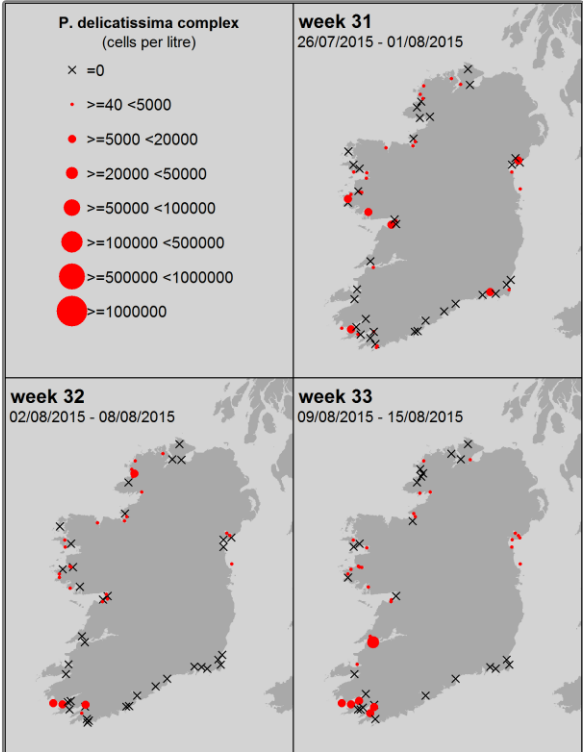 P. delicatissima complex
(cells per litre)
=0
>=40 <5000
>=5000 <20000
>=20000 <50000
>=50000 <100000
>=100000 <500000
>=500000 <1000000
>=1000000
week 31
26/07/2015 - 01/08/2015
week 32
02/08/2015 - 08/08/2015
week 33
09/08/2015 - 15/08/2015